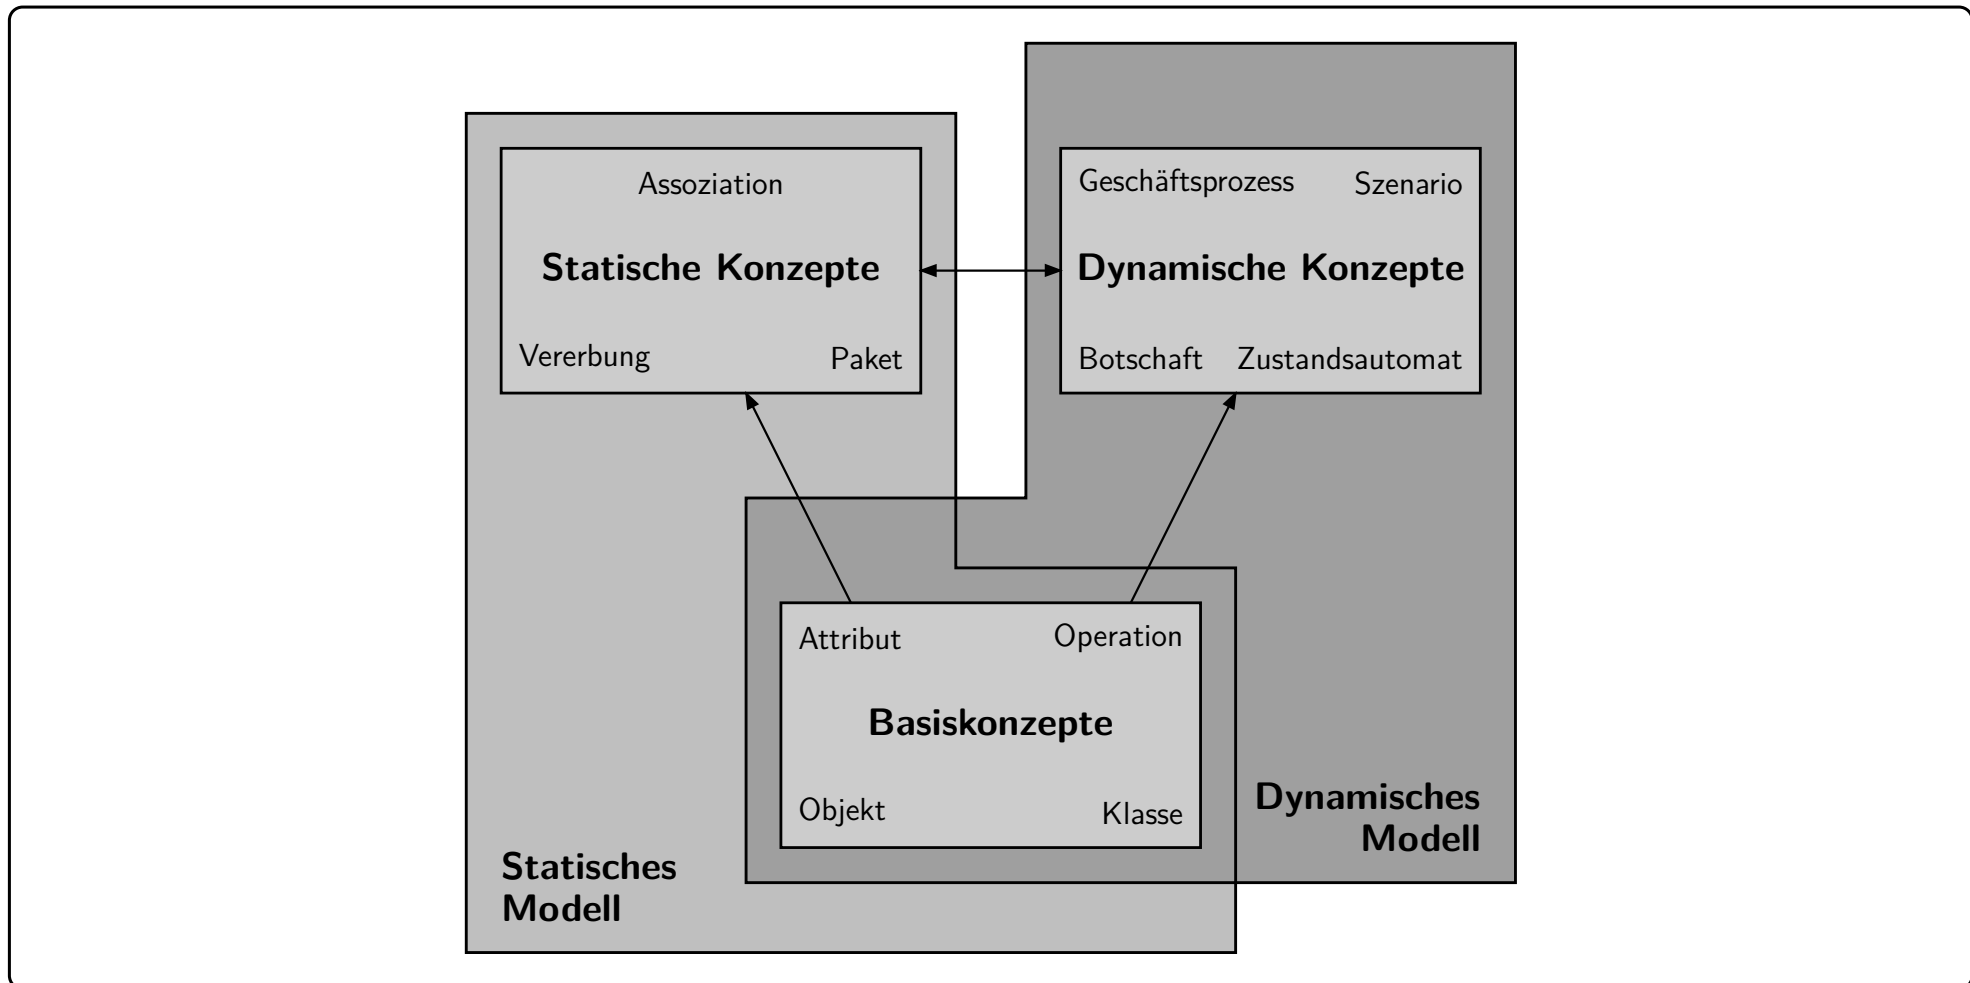 Assoziation
Statische Konzepte
Vererbung Paket
Geschäftsprozess Szenario
Dynamische Konzepte
Botschaft Zustandsautomat
Attribut Operation
Basiskonzepte
Objekt Klasse
Statisches
Modell
Dynamisches
Modell